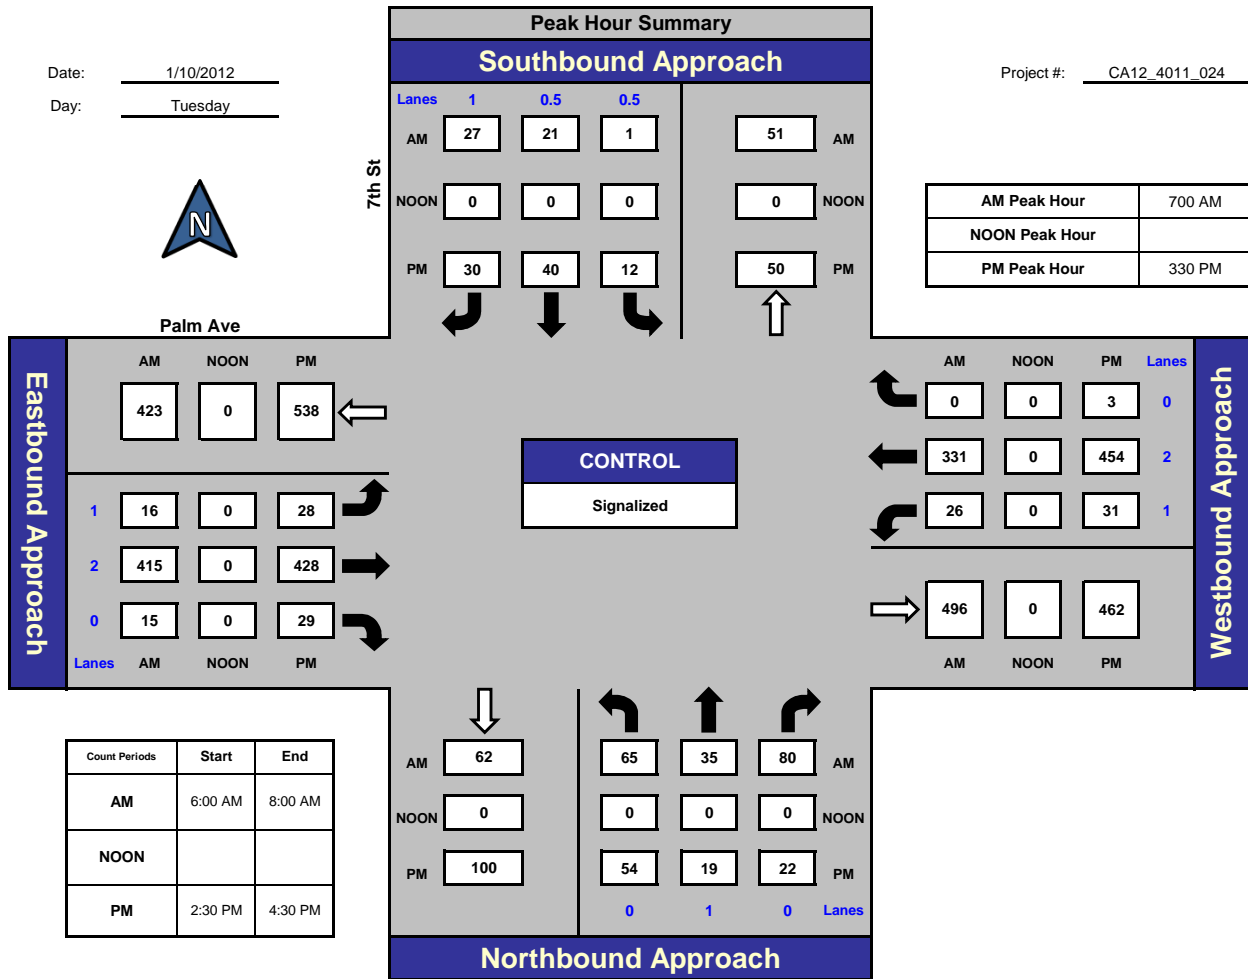 Peak Hour Summary
Southbound Approach
Date: 1/10/2012
Day: Tuesday
Project #: CA12_4011_024
Lanes 1 0.5 0.5
AM 27 21 1 51 AM
7th St
NOON 0 0 0 0 NOON
PM 30 40 12 50 PM
N
AM Peak Hour 700 AM
NOON Peak Hour
PM Peak Hour 330 PM
Palm Ave
Eastbound Approach
AM NOON PM
423 0 538
1 16 0 28
2 415 0 428
0 15 0 29
Lanes AM NOON PM
CONTROL
Signalized
AM NOON PM Lanes
0 0 3 0
331 0 454 2
26 0 31 1
496 0 462
AM NOON PM
Westbound Approach
Count Periods Start End
AM 6:00 AM 8:00 AM
NOON
PM 2:30 PM 4:30 PM
AM 62 65 35 80 AM
NOON 0 0 0 0 NOON
PM 100 54 19 22 PM
0 1 0 Lanes
Northbound Approach